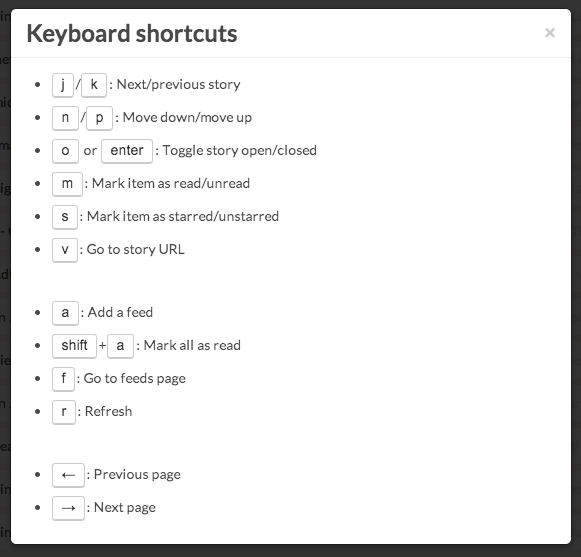 Keyboard shortcuts ×
j / k : Next/previous story
n / p : Move down/move up
o or enter : Toggle story open/closed
m : Mark item as read/unread
s : Mark item as starred/unstarred
v : Go to story URL
a : Add a feed
shift + a : Mark all as read
f : Go to feeds page
r : Refresh
← : Previous page
→ : Next page